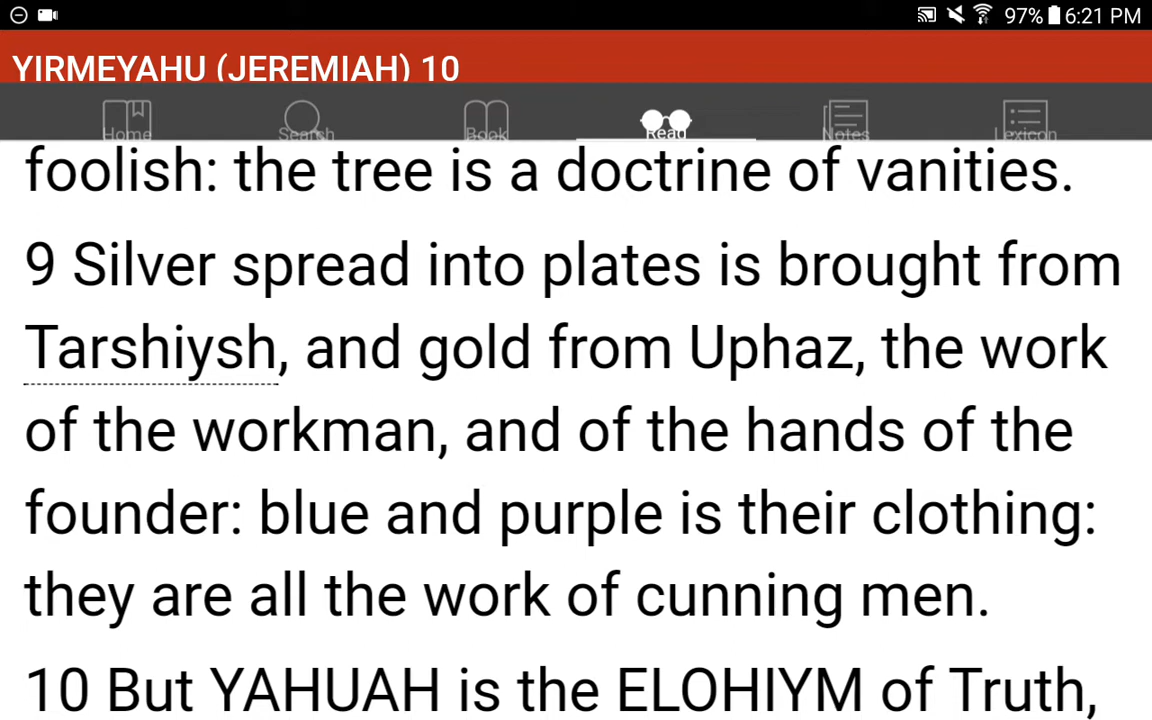 97% 6:21 PM
YIRMEYAHU (JEREMIAH) 10
Home Search Book Read Notes Lexicon
foolish: the tree is a doctrine of vanities.
9 Silver spread into plates is brought from
Tarshiysh, and gold from Uphaz, the work
of the workman, and of the hands of the
founder: blue and purple is their clothing:
they are all the work of cunning men.
10 But YAHUAH is the ELOHIYM of Truth,